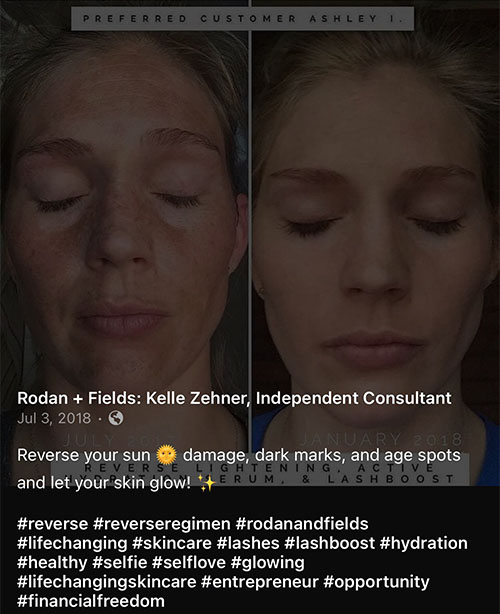 PREFERRED CUSTOMER ASHLEY I.
Rodan + Fields: Kelle Zehner, Independent Consultant
Jul 3, 2018 ·
JULY 20
JANUARY 2018
Reverse your sun 🌞 damage, dark marks, and age spots
REVERSE LIGHTENING, ACTIVE
and let your skin glow! ✨
ERUM, & LASHBOOST
#reverse #reverseregimen #rodanandfields
#lifechanging #skincare #lashes #lashboost #hydration
#healthy #selfie #selflove #glowing
#lifechangingskincare #entrepreneur #opportunity
#financialfreedom